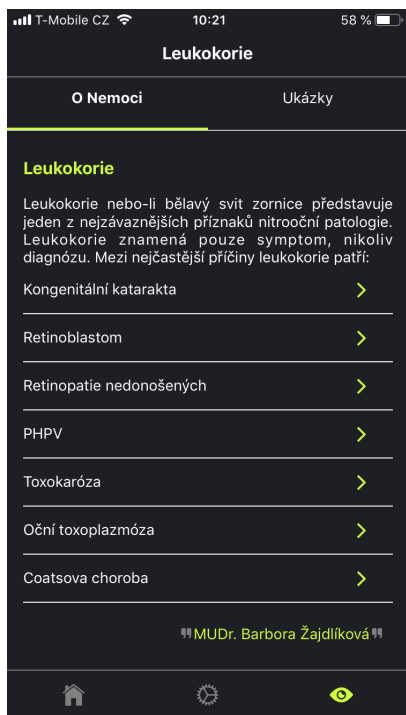 T-Mobile CZ 10:21 58 %
Leukokorie
O Nemoci Ukázky
Leukokorie
Leukokorie nebo-li bělavý svit zornice představuje
jeden z nejzávaznějších příznaků nitrooční patologie.
Leukokorie znamená pouze symptom, nikoliv
diagnózu. Mezi nejčastější příčiny leukokorie patří:
Kongenitální katarakta
Retinoblastom
Retinopatie nedonošených
PHPV
Toxokaróza
Oční toxoplazmóza
Coatsova choroba
"MUDr. Barbora Žajdlíková"